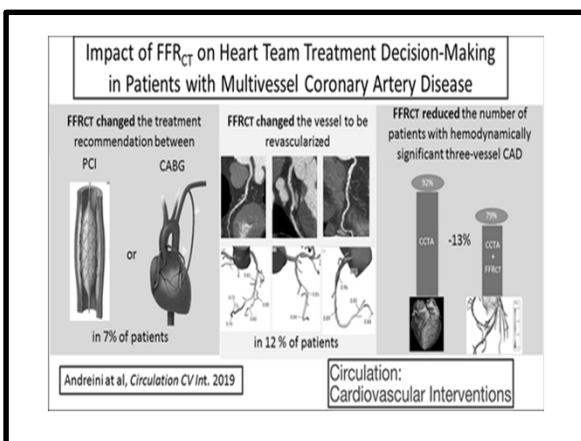 Impact of FFRCT on Heart Team Treatment Decision-Making
in Patients with Multivessel Coronary Artery Disease
FFRCT changed the treatment
recommendation between
PCI
CABG
or
in 7% of patients
FFRCT changed the vessel to be
revascularized
in 12 % of patients
FFRCT reduced the number of
patients with hemodynamically
significant three-vessel CAD
92%
CCTA
-13%
79%
CCTA
+
FFRCT
Andreini at al, Circulation CV Int. 2019
Circulation:
Cardiovascular Interventions